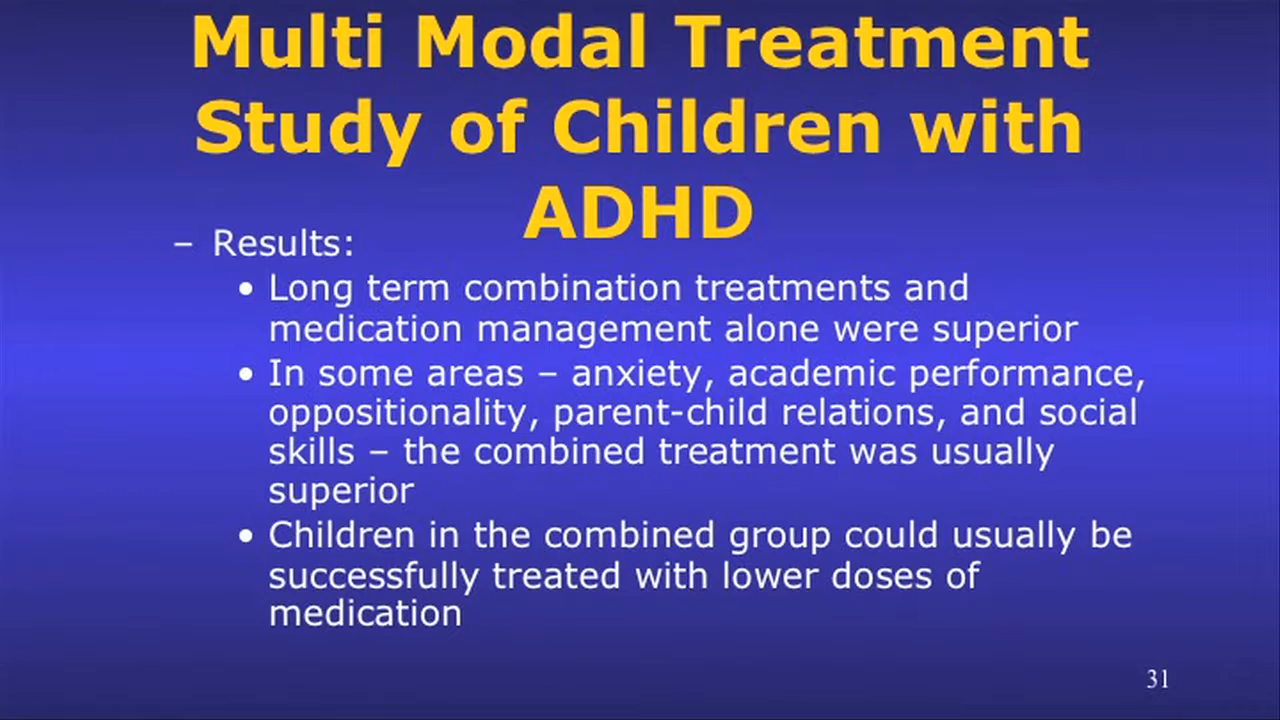 Multi Modal Treatment
Study of Children with
ADHD
– Results:
• Long term combination treatments and
medication management alone were superior
• In some areas – anxiety, academic performance,
oppositionality, parent-child relations, and social
skills – the combined treatment was usually
superior
• Children in the combined group could usually be
successfully treated with lower doses of
medication
31